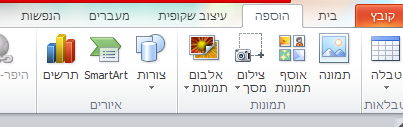 קובץ בית הוספה עיצוב שקופית מעברים הנפשות
טבלה תמונה אוסף תמונות צילום מסך אלבום תמונות צורות SmartArt תרשים היפר-
טבלאות תמונות איורים